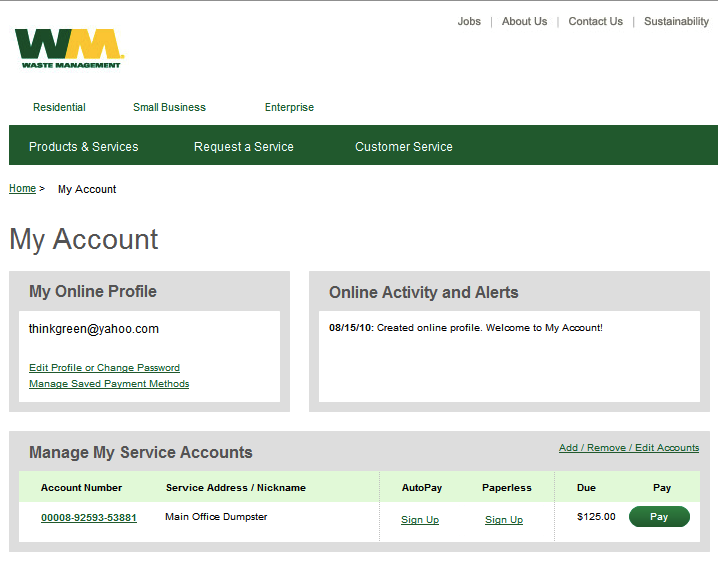 Jobs | About Us | Contact Us | Sustainability
WM
WASTE MANAGEMENT
Residential Small Business Enterprise
Products & Services Request a Service Customer Service
Home > My Account
My Account
My Online Profile
thinkgreen@yahoo.com
Edit Profile or Change Password
Manage Saved Payment Methods
Online Activity and Alerts
08/15/10: Created online profile. Welcome to My Account!
Manage My Service Accounts
Add / Remove / Edit Accounts
Account Number Service Address / Nickname AutoPay Paperless Due Pay
00008-92593-53881 Main Office Dumpster Sign Up Sign Up $125.00 Pay